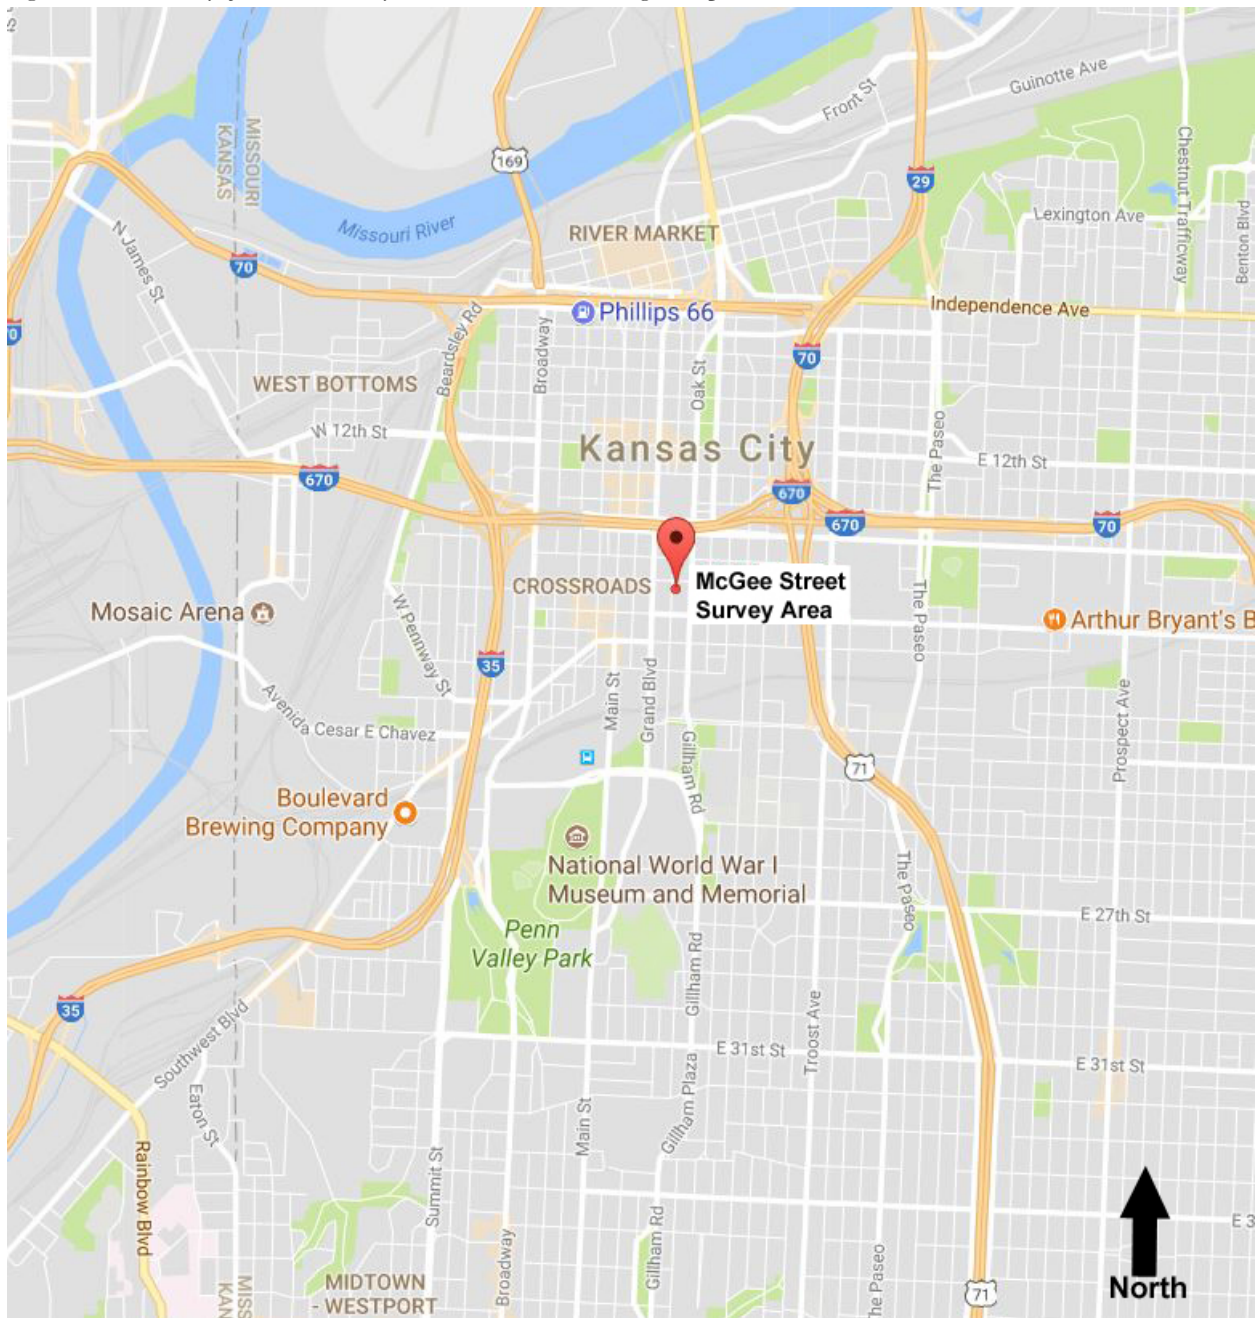 MISSOURI
KANSAS
169
Front St
Guinotte Ave
29
Chestnut Trafficway
Lexington Ave
Benton Blvd
Missouri River
RIVER MARKET
N James St
70
Independence Ave
Phillips 66
Beardsley Rd
Broadway
Oak St
70
WEST BOTTOMS
W 12th St
Kansas City
The Paseo
E 12th St
670
670
670
70
CROSSROADS
McGee Street
Survey Area
Mosaic Arena
W Pennway St
The Paseo
Arthur Bryant's B
35
Avenida Cesar E Chavez
Main St
Grand Blvd
Gillham Rd
Prospect Ave
71
Boulevard
Brewing Company
National World War I
Museum and Memorial
The Paseo
E 27th St
Penn
Valley Park
Gillham Rd
35
Troost Ave
Southwest Blvd
E 31st St
E 31st St
Eaton St
Gillham Plaza
Main St
Rainbow Blvd
Summit St
Gillham Rd
E 3
MIDTOWN
- WESTPORT
Broadway
he Paseo
71
North
MISS
KAN